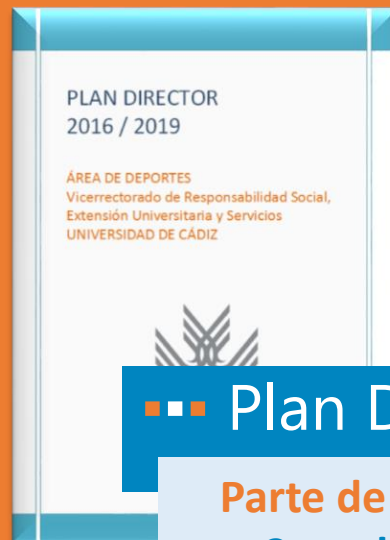 PLAN DIRECTOR
2016 / 2019
ÁREA DE DEPORTES
Vicerrectorado de Responsabilidad Social,
Extensión Universitaria y Servicios
UNIVERSIDAD DE CÁDIZ
Plan
Parte de